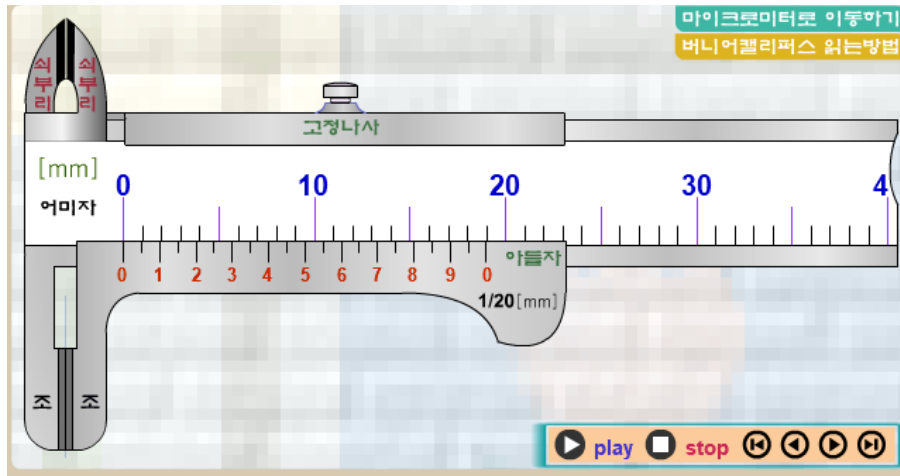 마이크로미터로 이동하기
버니어캘리퍼스 읽는방법
쇠부리
쇠부리
고정나사
[mm]
어미자
0 10 20 30 4
아들자
0 1 2 3 4 5 6 7 8 9 0
1/20[mm]
조 조
play stop